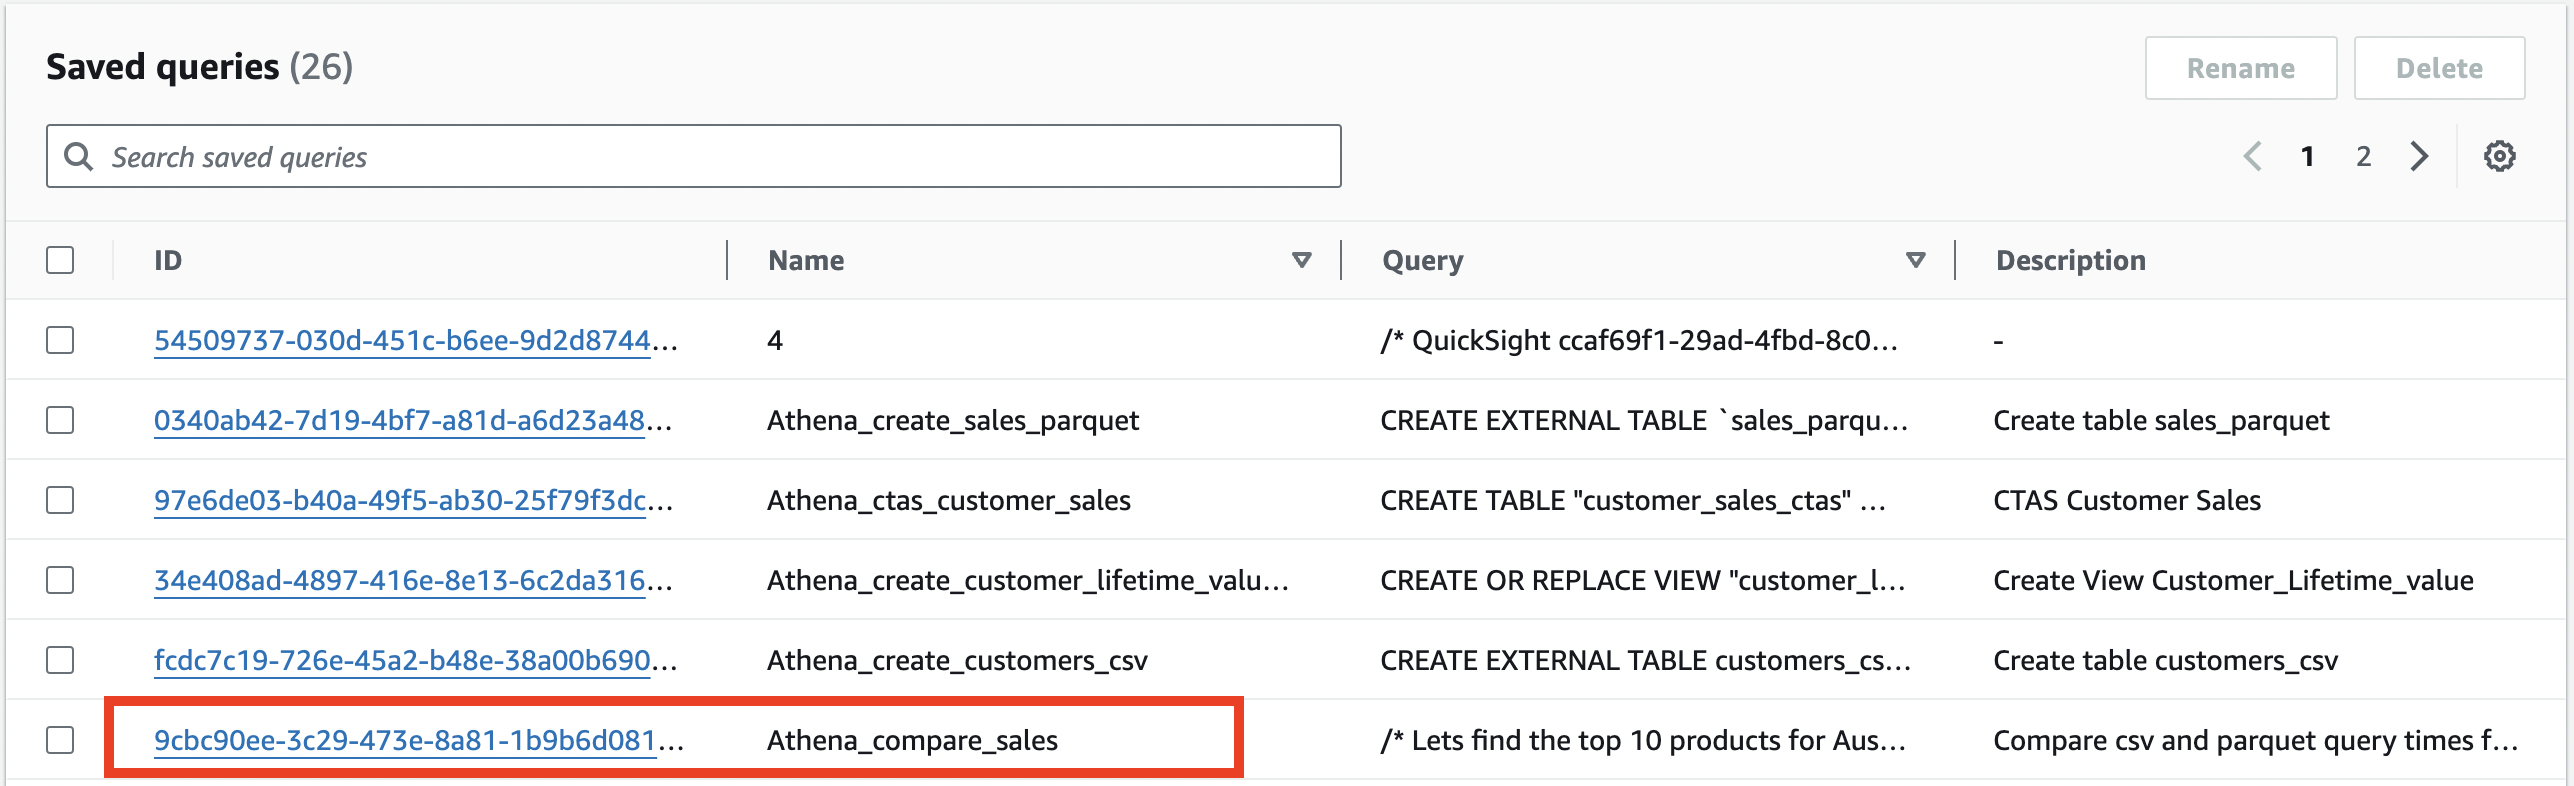 Saved queries (26)
Rename
Delete
Search saved queries
1 2
ID Name Query Description
54509737-030d-451c-b6ee-9d2d8744... 4 /* QuickSight ccaf69f1-29ad-4fbd-8c0... -
0340ab42-7d19-4bf7-a81d-a6d23a48... Athena_create_sales_parquet CREATE EXTERNAL TABLE `sales_parqu... Create table sales_parquet
97e6de03-b40a-49f5-ab30-25f79f3dc... Athena_ctas_customer_sales CREATE TABLE "customer_sales_ctas" ... CTAS Customer Sales
34e408ad-4897-416e-8e13-6c2da316... Athena_create_customer_lifetime_valu... CREATE OR REPLACE VIEW "customer_l... Create View Customer_Lifetime_value
fcdc7c19-726e-45a2-b48e-38a00b690... Athena_create_customers_csv CREATE EXTERNAL TABLE customers_cs... Create table customers_csv
9cbc90ee-3c29-473e-8a81-1b9b6d081... Athena_compare_sales /* Lets find the top 10 products for Aus... Compare csv and parquet query times f...